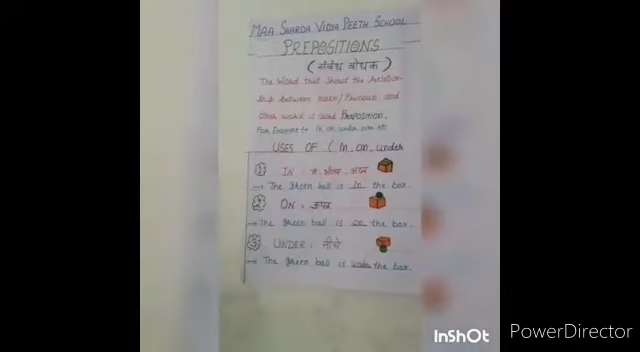 MAA SHARDA VIDYA PEETH SCHOOL
PREPOSITIONS
(संबंध बोधक)
The word that shows the relation-
ship between noun/Pronoun and
other word is called PREPOSITION.
For Example :- In, on, under, etc
USES OF ( In, on, under
① IN : में, अंदर
→ The green ball is in the box.
② ON : ऊपर
→ The green ball is on the box.
③ UNDER : नीचे
→ The green ball is under the box.
INSHOT
PowerDirector